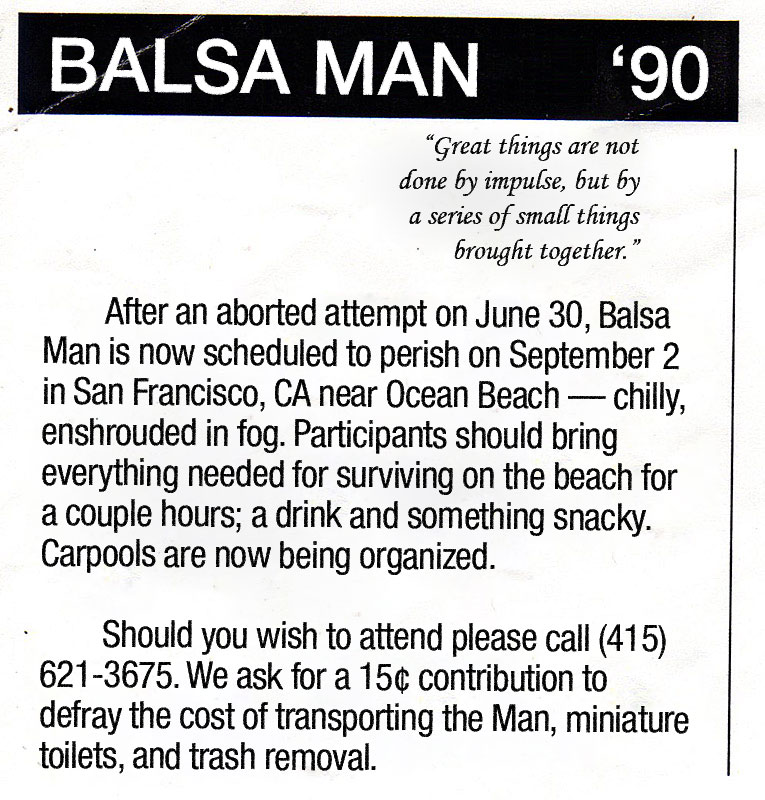 BALSA MAN ‘90
“Great things are not
done by impulse, but by
a series of small things
brought together.”
After an aborted attempt on June 30, Balsa
Man is now scheduled to perish on September 2
in San Francisco, CA near Ocean Beach — chilly,
enshrouded in fog. Participants should bring
everything needed for surviving on the beach for
a couple hours; a drink and something snacky.
Carpools are now being organized.
Should you wish to attend please call (415)
621-3675. We ask for a 15¢ contribution to
defray the cost of transporting the Man, miniature
toilets, and trash removal.